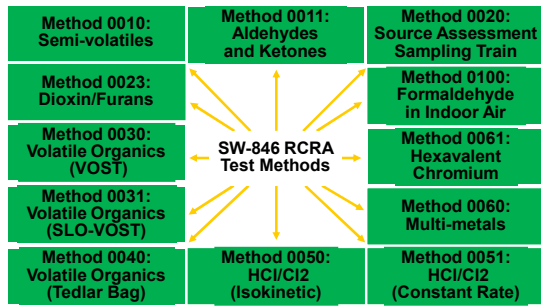 Method 0010:
Semi-volatiles
Method 0011:
Aldehydes
and Ketones
Method 0020:
Source Assessment
Sampling Train
Method 0023:
Dioxin/Furans
Method 0100:
Formaldehyde
in Indoor Air
Method 0030:
Volatile Organics
(VOST)
SW-846 RCRA
Test Methods
Method 0061:
Hexavalent
Chromium
Method 0031:
Volatile Organics
(SLO-VOST)
Method 0060:
Multi-metals
Method 0040:
Volatile Organics
(Tedlar Bag)
Method 0050:
HCl/Cl2
(Isokinetic)
Method 0051:
HCl/Cl2
(Constant Rate)